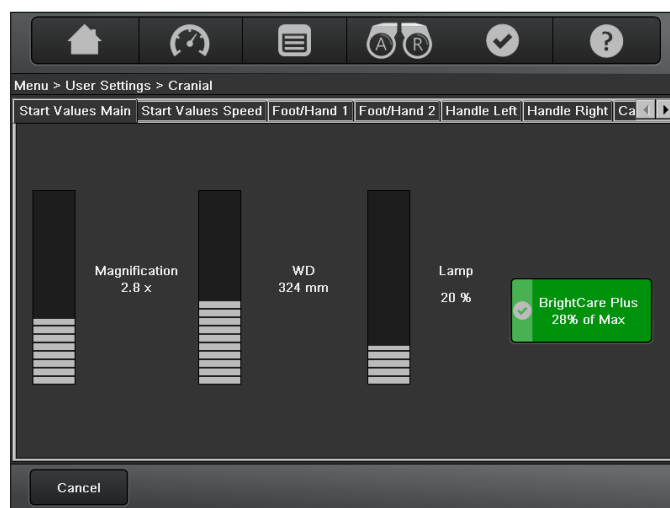 A R ?
Menu > User Settings > Cranial
Start Values Main Start Values Speed Foot/Hand 1 Foot/Hand 2 Handle Left Handle Right Ca
Magnification
2.8 x
WD
324 mm
Lamp
20 %
BrightCare Plus
28% of Max
Cancel